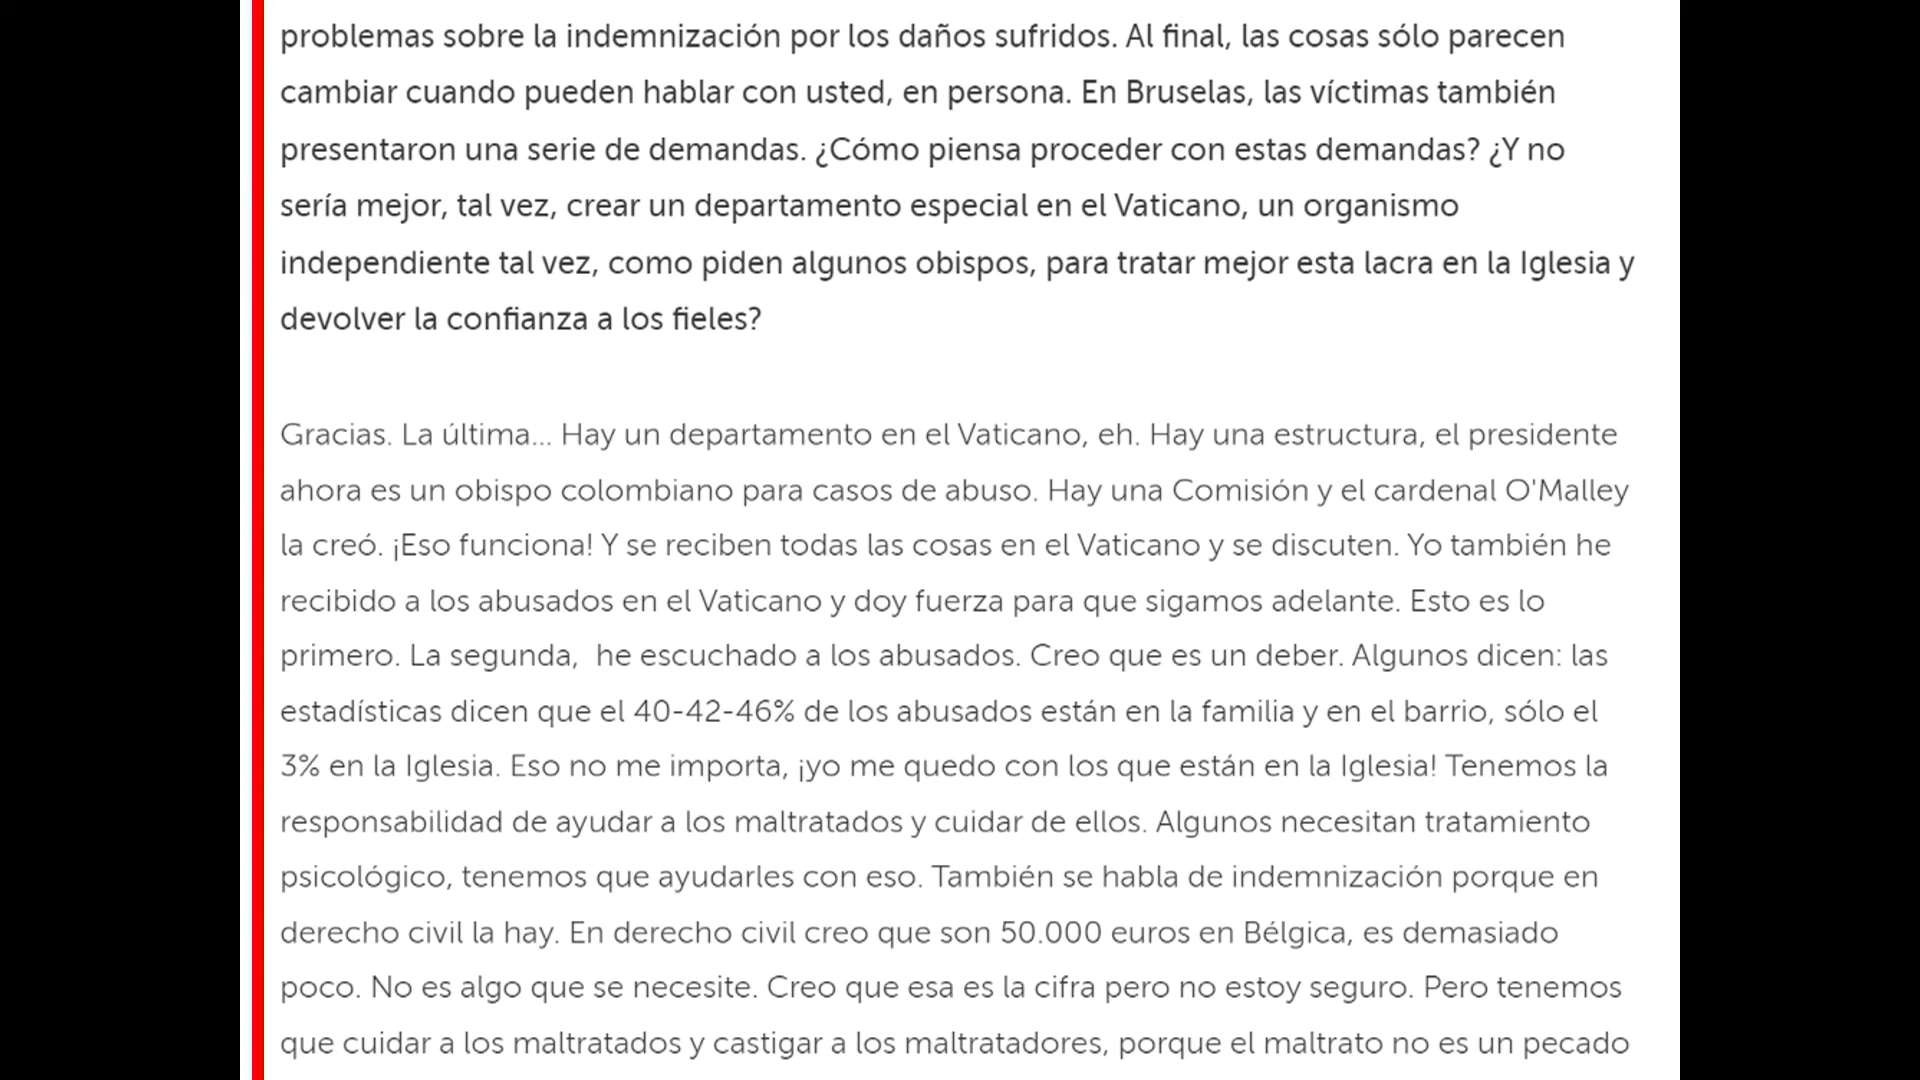 problemas sobre la indemnización por los daños sufridos. Al final, las cosas sólo parecen
cambiar cuando pueden hablar con usted, en persona. En Bruselas, las víctimas también
presentaron una serie de demandas. ¿Cómo piensa proceder con estas demandas? ¿Y no
sería mejor, tal vez, crear un departamento especial en el Vaticano, un organismo
independiente tal vez, como piden algunos obispos, para tratar mejor esta lacra en la Iglesia y
devolver la confianza a los fieles?
Gracias. La última... Hay un departamento en el Vaticano, eh. Hay una estructura, el presidente
ahora es un obispo colombiano para casos de abuso. Hay una Comisión y el cardenal O'Malley
la creó. ¡Eso funciona! Y se reciben todas las cosas en el Vaticano y se discuten. Yo también he
recibido a los abusados en el Vaticano y doy fuerza para que sigamos adelante. Esto es lo
primero. La segunda,  he escuchado a los abusados. Creo que es un deber. Algunos dicen: las
estadísticas dicen que el 40-42-46% de los abusados están en la familia y en el barrio, sólo el
3% en la Iglesia. Eso no me importa, ¡yo me quedo con los que están en la Iglesia! Tenemos la
responsabilidad de ayudar a los maltratados y cuidar de ellos. Algunos necesitan tratamiento
psicológico, tenemos que ayudarles con eso. También se habla de indemnización porque en
derecho civil la hay. En derecho civil creo que son 50.000 euros en Bélgica, es demasiado
poco. No es algo que se necesite. Creo que esa es la cifra pero no estoy seguro. Pero tenemos
que cuidar a los maltratados y castigar a los maltratadores, porque el maltrato no es un pecado